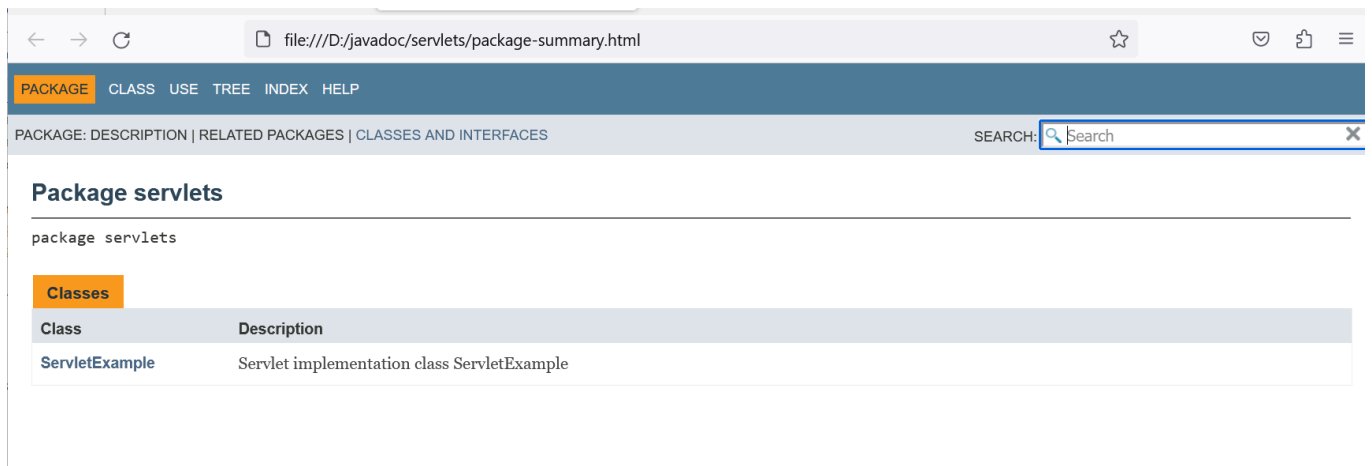 file:///D:/javadoc/servlets/package-summary.html
PACKAGE CLASS USE TREE INDEX HELP
PACKAGE: DESCRIPTION | RELATED PACKAGES | CLASSES AND INTERFACES SEARCH: Search
Package servlets
package servlets
Classes
Class Description
ServletExample Servlet implementation class ServletExample